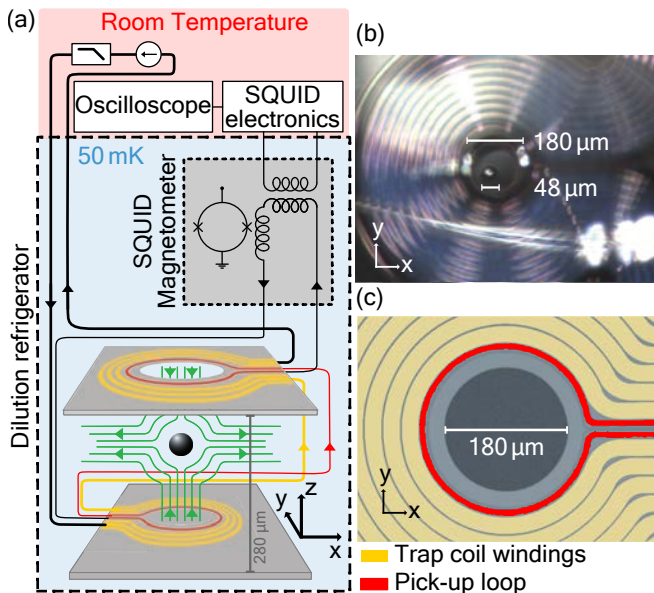 (a)
Room Temperature
Oscilloscope
SQUID
electronics
50 mK
SQUID
Magnetometer
Dilution refrigerator
280 µm
z
y
x
(b)
180 µm
48 µm
y
x
(c)
180 µm
y
x
Trap coil windings
Pick-up loop